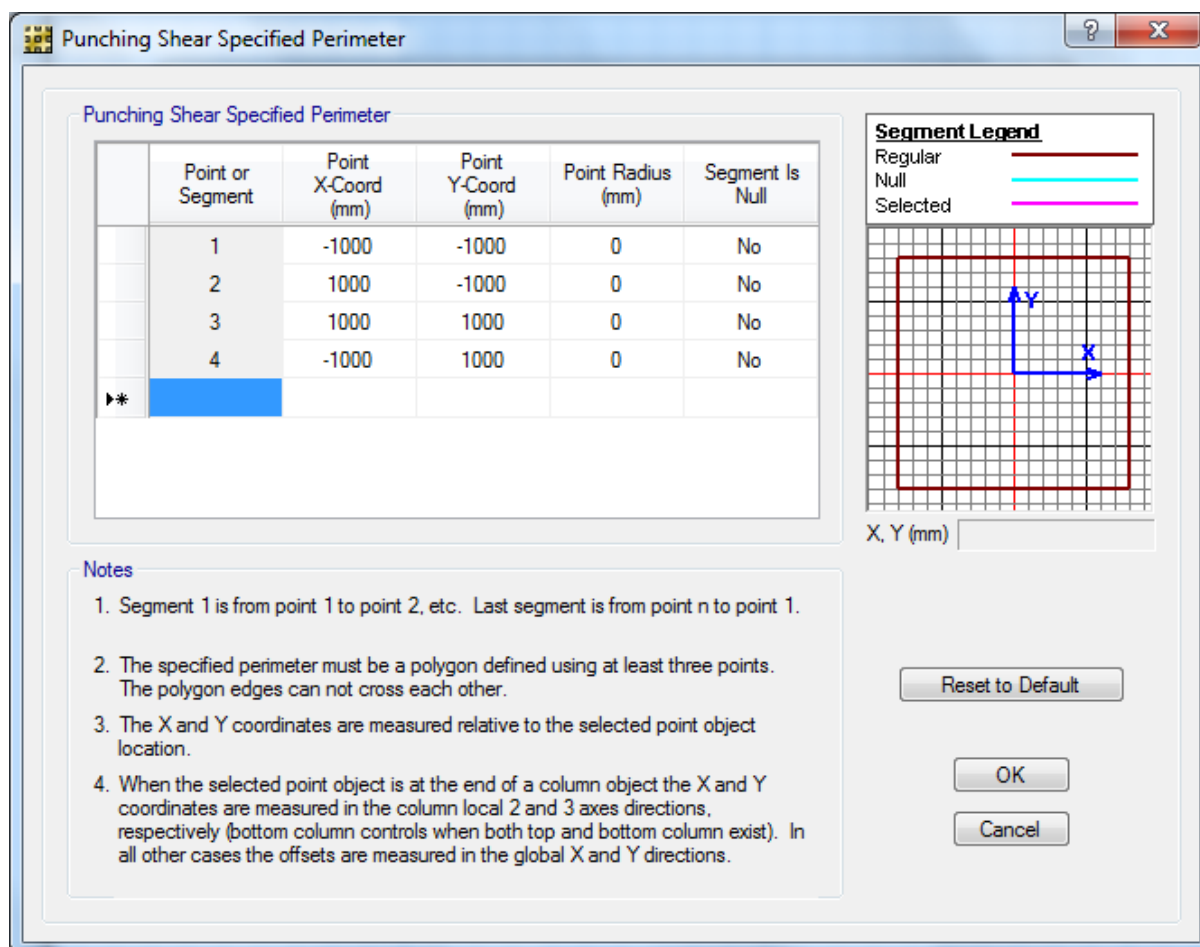 Punching Shear Specified Perimeter
? X
Punching Shear Specified Perimeter
Point or Segment Point X-Coord (mm) Point Y-Coord (mm) Point Radius (mm) Segment Is Null
1 -1000 -1000 0 No
2 1000 -1000 0 No
3 1000 1000 0 No
4 -1000 1000 0 No
Segment Legend
Regular
Null
Selected
Y
X
X, Y (mm)
Notes
1. Segment 1 is from point 1 to point 2, etc. Last segment is from point n to point 1.
2. The specified perimeter must be a polygon defined using at least three points.
The polygon edges can not cross each other.
3. The X and Y coordinates are measured relative to the selected point object
location.
4. When the selected point object is at the end of a column object the X and Y
coordinates are measured in the column local 2 and 3 axes directions,
respectively (bottom column controls when both top and bottom column exist). In
all other cases the offsets are measured in the global X and Y directions.
Reset to Default
OK
Cancel